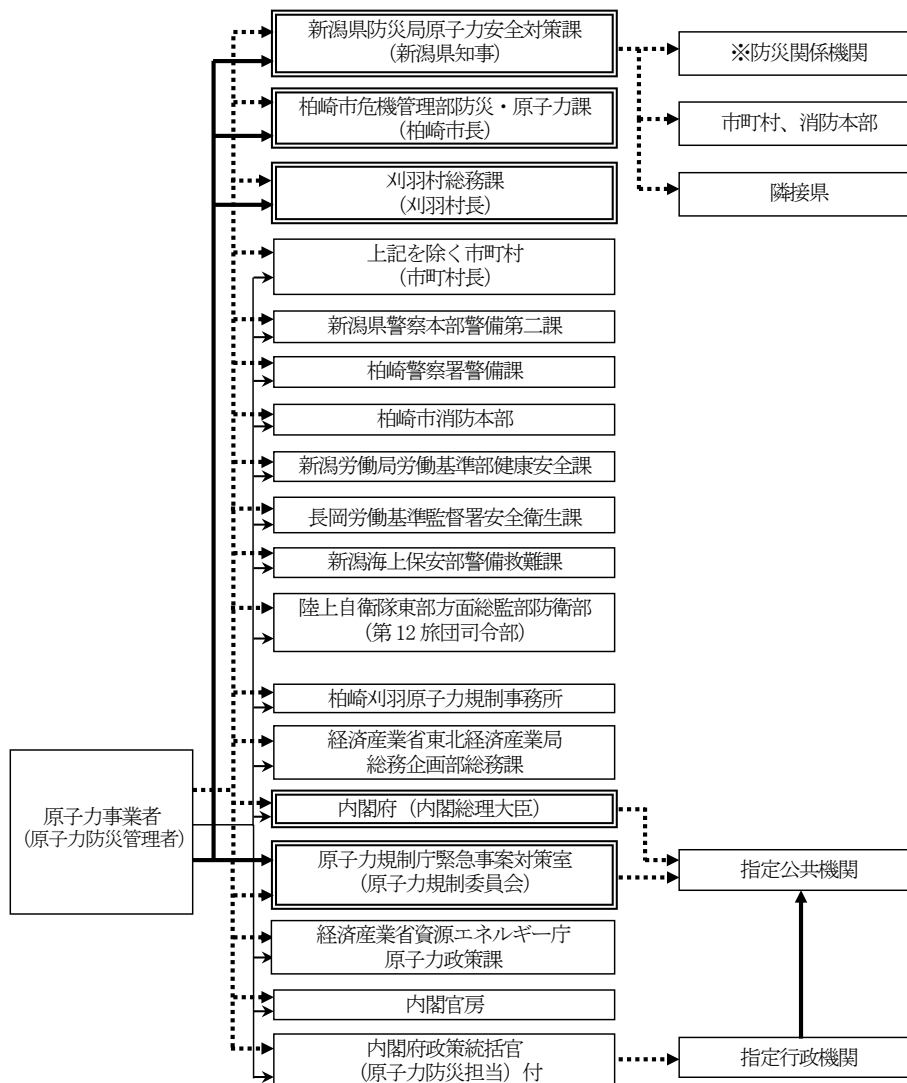 新潟県防災局原子力安全対策課
(新潟県知事)
※防災関係機関
柏崎市危機管理部防災・原子力課
(柏崎市長)
市町村、消防本部
刈羽村総務課
(刈羽村長)
隣接県
上記を除く市町村
(市町村長)
新潟県警察本部警備第二課
柏崎警察署警備課
柏崎市消防本部
新潟労働局労働基準部健康安全課
長岡労働基準監督署安全衛生課
新潟海上保安部警備救難課
陸上自衛隊東部方面総監部防衛部
(第12旅団司令部)
柏崎刈羽原子力規制事務所
経済産業省東北経済産業局
総務企画部総務課
原子力事業者
(原子力防災管理者)
内閣府（内閣総理大臣）
原子力規制庁緊急事案対策室
(原子力規制委員会)
指定公共機関
経済産業省資源エネルギー庁
原子力政策課
内閣官房
内閣府政策統括官
(原子力防災担当）付
指定行政機関